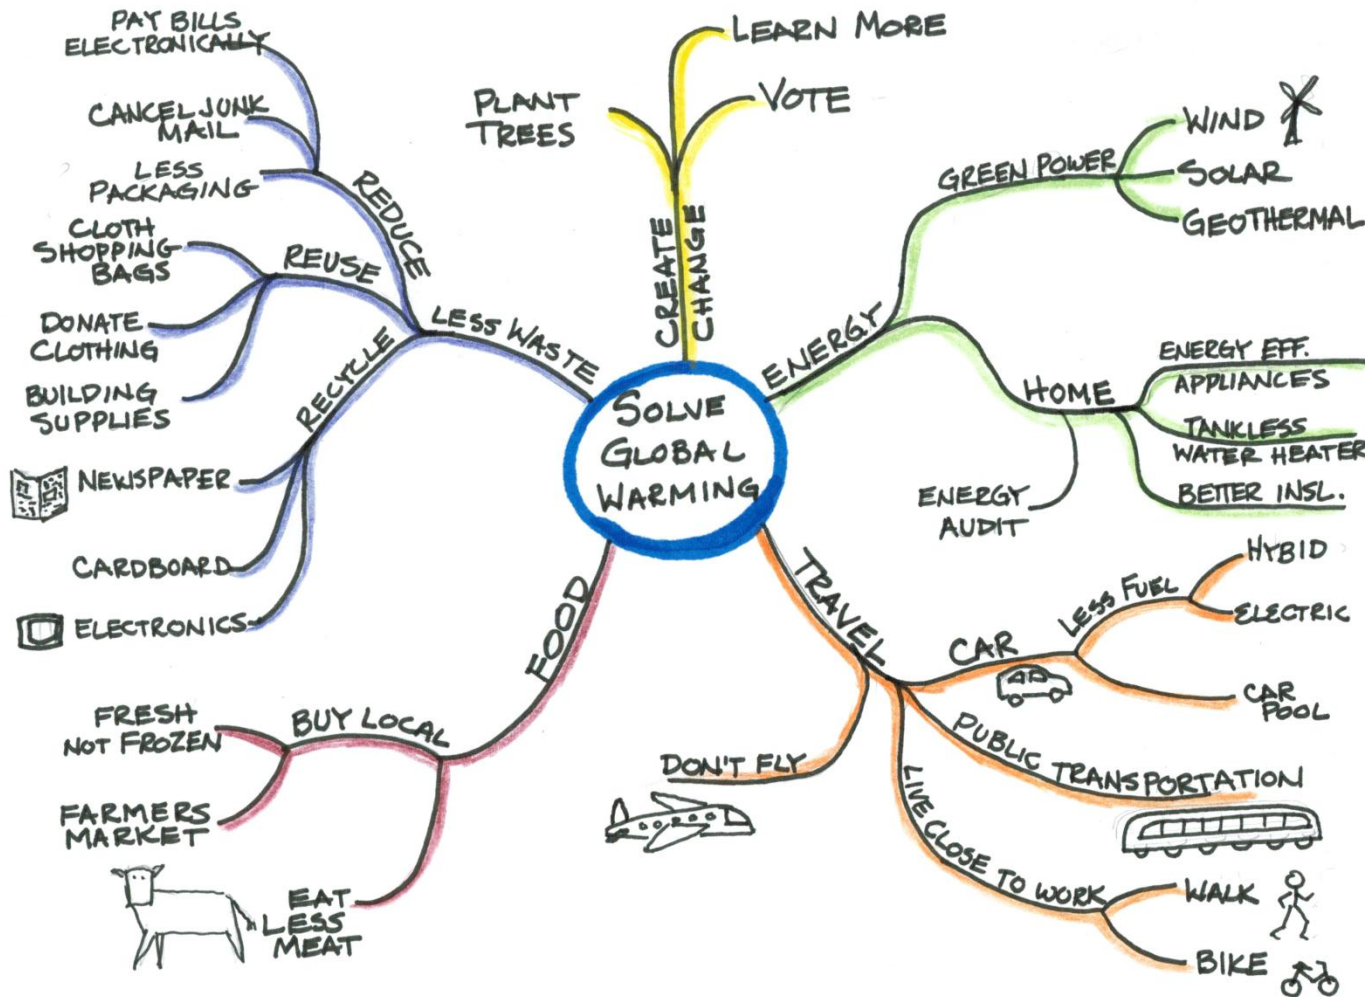 SOLVE
GLOBAL
WARMING
CREATE
CHANGE
PLANT
TREES
LEARN MORE
VOTE
ENERGY
GREEN POWER
WIND
SOLAR
GEOTHERMAL
HOME
ENERGY EFF.
APPLIANCES
TANKLESS
WATER HEATER
BETTER INSL.
ENERGY
AUDIT
TRAVEL
CAR
LESS FUEL
HYBID
ELECTRIC
CAR
POOL
PUBLIC TRANSPORTATION
LIVE CLOSE TO WORK
WALK
BIKE
DON'T FLY
FOOD
BUY LOCAL
FRESH
NOT FROZEN
FARMERS
MARKET
EAT
LESS
MEAT
LESS WASTE
REDUCE
PAY BILLS
ELECTRONICALLY
CANCEL JUNK
MAIL
LESS
PACKAGING
REUSE
CLOTH
SHOPPING
BAGS
DONATE
CLOTHING
BUILDING
SUPPLIES
RECYCLE
NEWSPAPER
CARDBOARD
ELECTRONICS